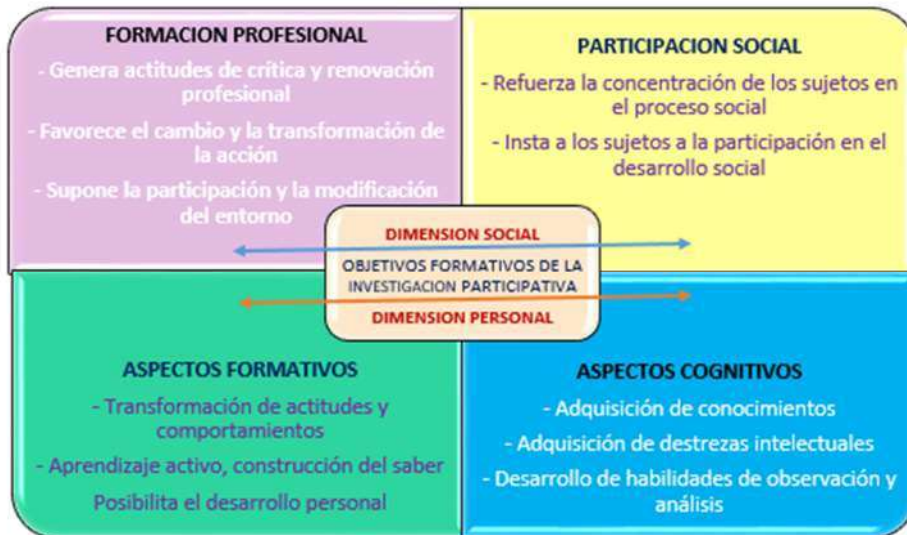 FORMACION PROFESIONAL
- Genera actitudes de crítica y renovación
profesional
- Favorece el cambio y la transformación de
la acción
- Supone la participación y la modificación
del entorno
PARTICIPACION SOCIAL
- Refuerza la concentración de los sujetos en
el proceso social
- Insta a los sujetos a la participación en el
desarrollo social
DIMENSION SOCIAL
OBJETIVOS FORMATIVOS DE LA
INVESTIGACION PARTICIPATIVA
DIMENSION PERSONAL
ASPECTOS FORMATIVOS
- Transformación de actitudes y
comportamientos
- Aprendizaje activo, construcción del saber
Posibilita el desarrollo personal
ASPECTOS COGNITIVOS
- Adquisición de conocimientos
- Adquisición de destrezas intelectuales
- Desarrollo de habilidades de observación y
análisis